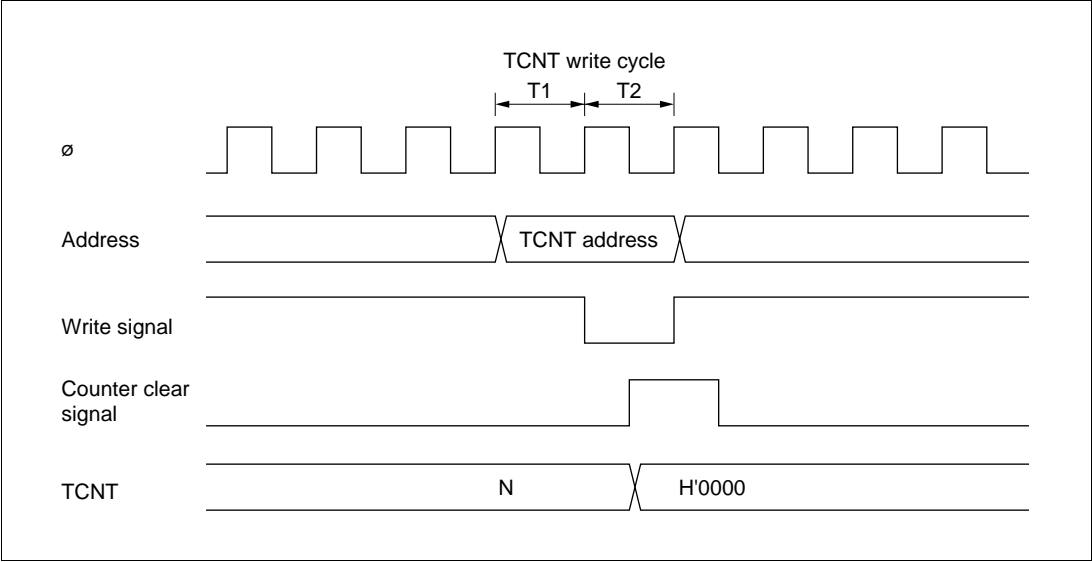 TCNT write cycle
T1 T2
ø
Address
TCNT address
Write signal
Counter clear
signal
TCNT
N
H'0000